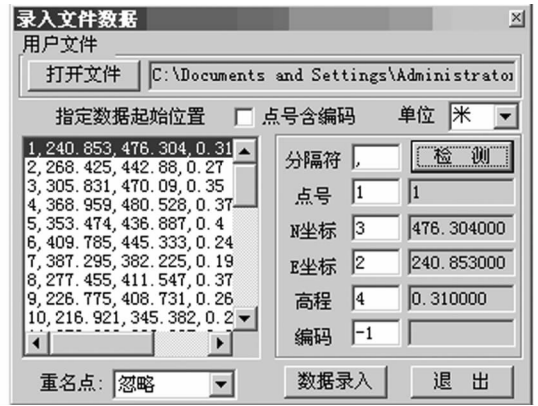 录入文件数据
用户文件
打开文件 C:\Documents and Settings\Administrator
指定数据起始位置 点号含编码 单位 米
1,240.853,476.304,0.31
2,268.425,442.88,0.27
3,305.831,470.09,0.35
4,368.959,480.528,0.37
5,353.474,436.887,0.4
6,409.785,445.333,0.24
7,387.295,382.225,0.19
8,277.455,411.547,0.37
9,226.775,408.731,0.26
10,216.921,345.382,0.2
分隔符 , 检 测
点号 1 1
N坐标 3 476.304000
E坐标 2 240.853000
高程 4 0.310000
编码 -1
重名点: 忽略 数据录入 退 出